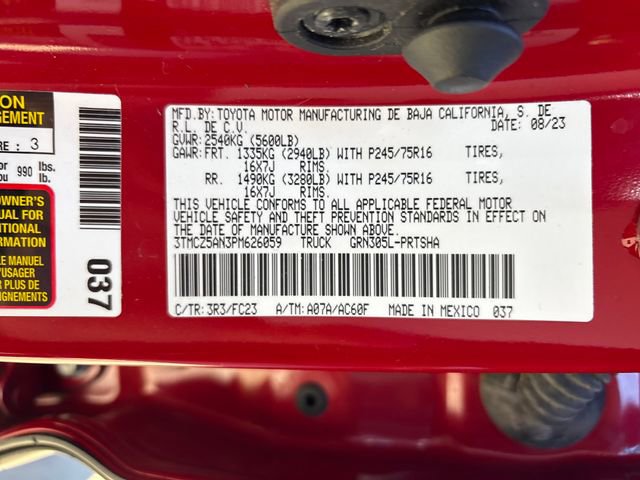 ON
GEMENT
RE : 3
or 990 lbs.
lb.
OWNER'S
UAL FOR
ITIONAL
RMATION
LE MANUEL
/USAGER
R PLUS DE
IGNEMENTS
037
MFD.BY:TOYOTA MOTOR MANUFACTURING DE BAJA CALIFORNIA, S. DE
R.L. DE C.V. DATE: 08/23
GVWR: 2540KG (5600LB)
GAWR: FRT. 1335KG (2940LB) WITH P245/75R16 TIRES,
16X7J RIMS.
RR. 1490KG (3280LB) WITH P245/75R16 TIRES,
16X7J RIMS.
THIS VEHICLE CONFORMS TO ALL APPLICABLE FEDERAL MOTOR
VEHICLE SAFETY AND THEFT PREVENTION STANDARDS IN EFFECT ON
THE DATE OF MANUFACTURE SHOWN ABOVE.
3TMCZ5AN3PM626059 TRUCK GRN305L-PRTSHA
C/TR: 3R3/FC23 A/TM: A07A/AC60F MADE IN MEXICO 037